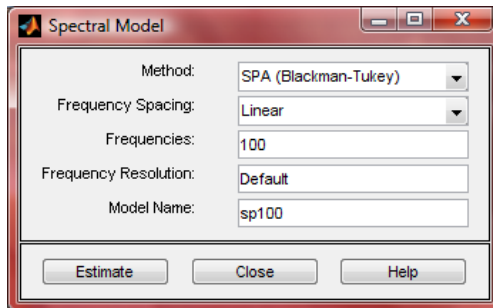 Spectral Model
Method: SPA (Blackman-Tukey)
Frequency Spacing: Linear
Frequencies: 100
Frequency Resolution: Default
Model Name: sp100
Estimate Close Help